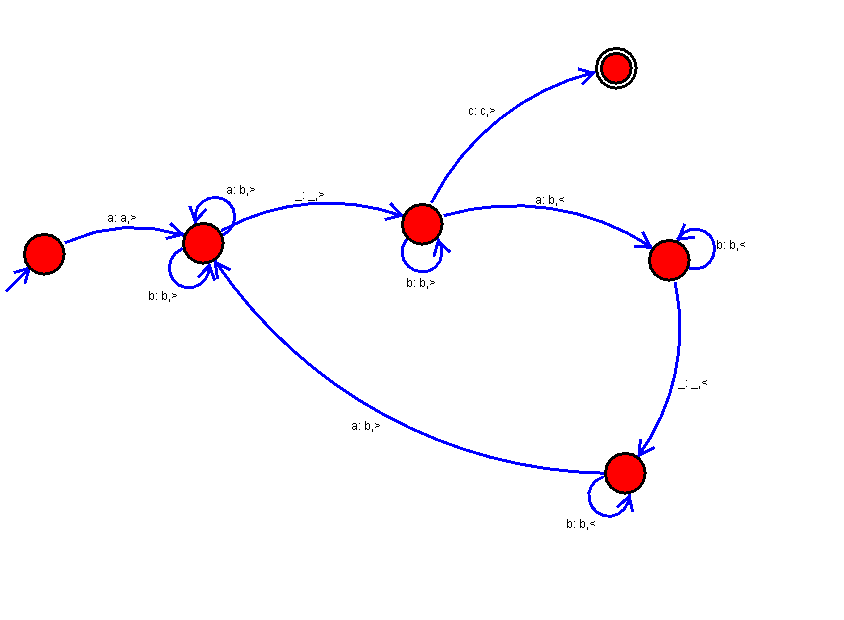 c: c,>
a: b,>
_: _,>
a: b,<
a: a,>
b: b,<
b: b,>
b: b,>
_: _,<
a: b,>
b: b,<